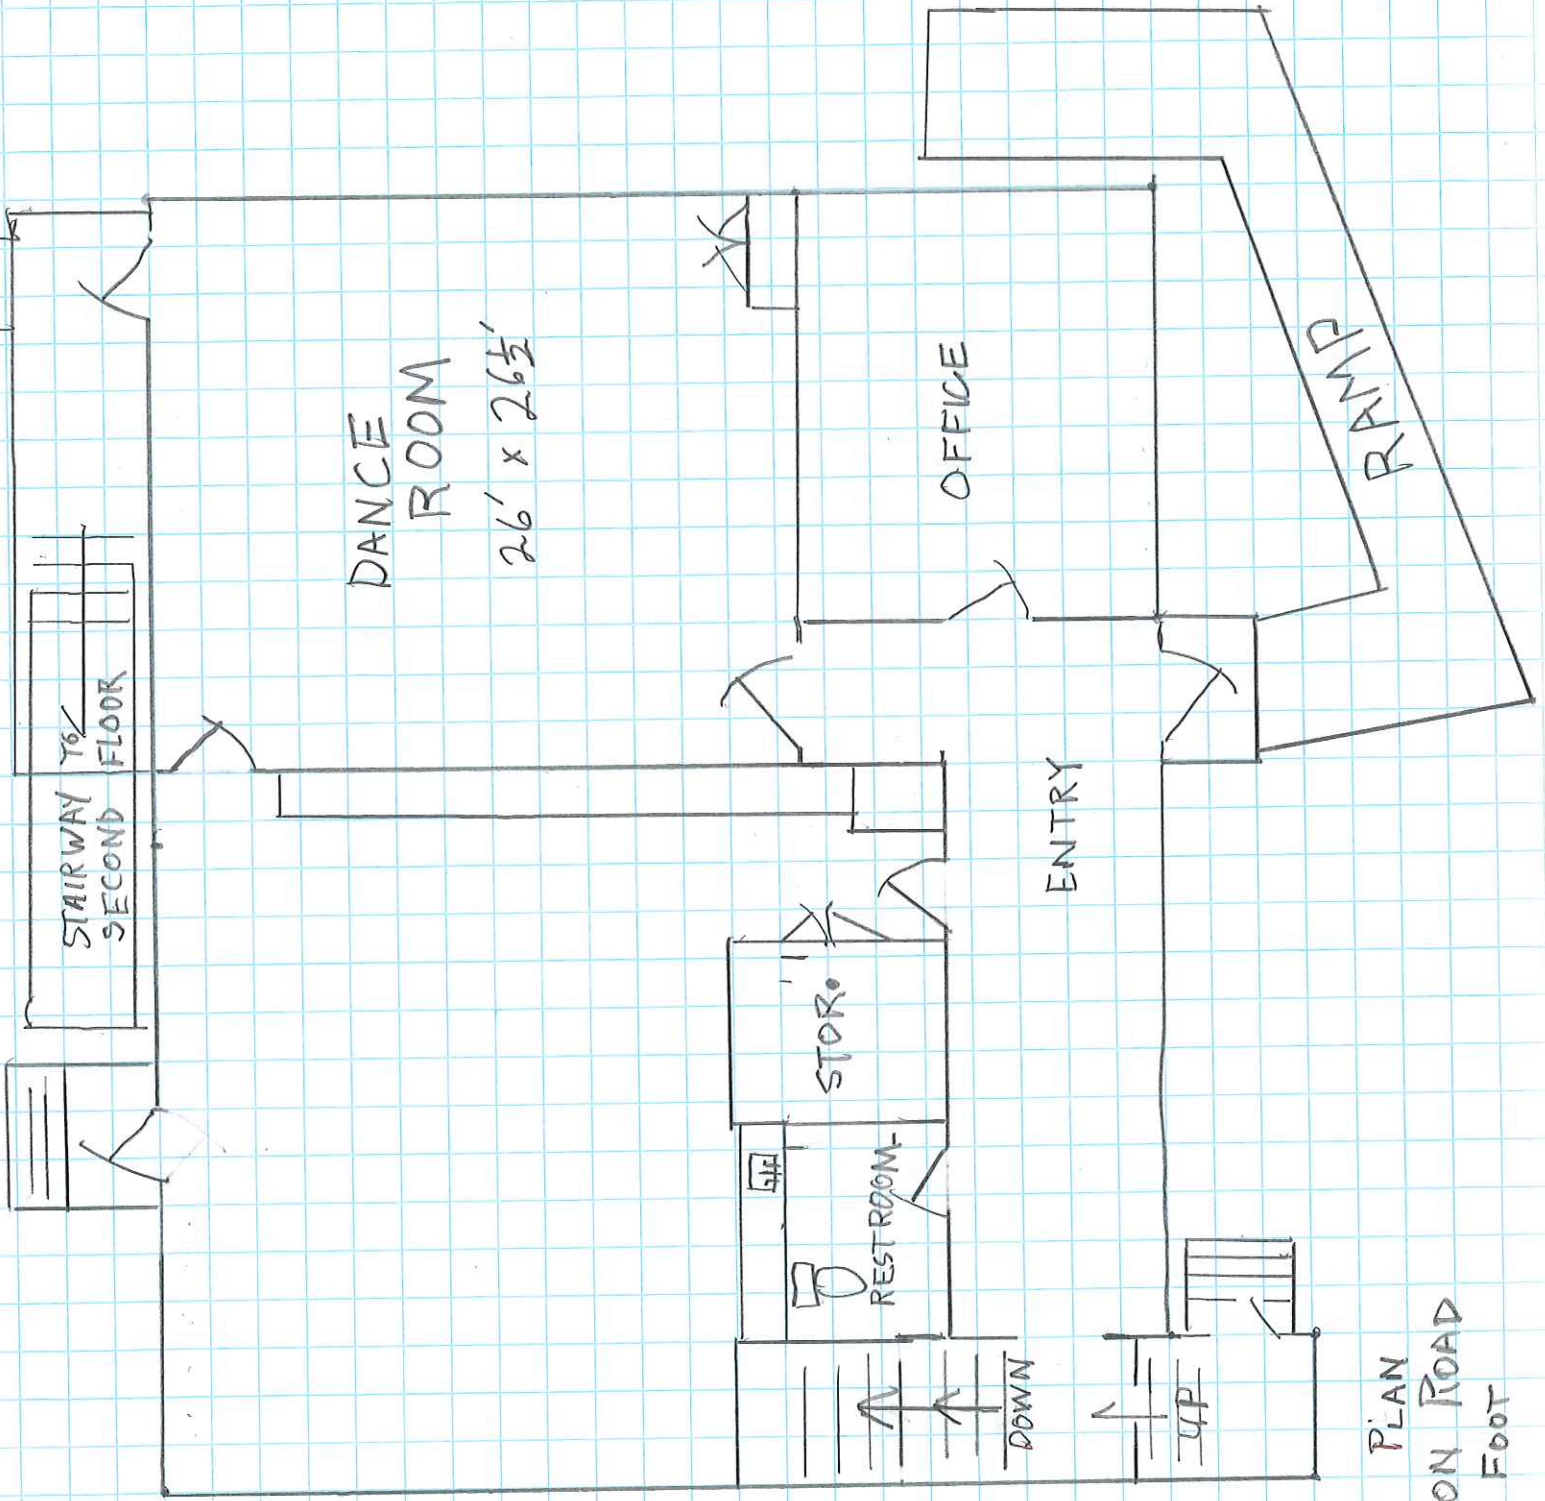 STAIRWAY TO
SECOND FLOOR
DANCE
ROOM
26' x 26½'
OFFICE
RAMP
ENTRY
STOR.
RESTROOM
DOWN
UP
PLAN
ON ROAD
FOOT